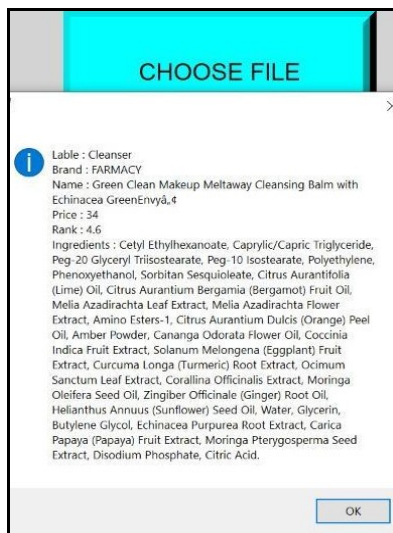 CHOOSE FILE
Lable : Cleanser
Brand : FARMACY
Name : Green Clean Makeup Meltaway Cleansing Balm with
Echinacea GreenEnvyâ„¢
Price : 34
Rank : 4.6
Ingredients : Cetyl Ethylhexanoate, Caprylic/Capric Triglyceride,
Peg-20 Glyceryl Triisostearate, Peg-10 Isostearate, Polyethylene,
Phenoxyethanol, Sorbitan Sesquioleate, Citrus Aurantifolia
(Lime) Oil, Citrus Aurantium Bergamia (Bergamot) Fruit Oil,
Melia Azadirachta Leaf Extract, Melia Azadirachta Flower
Extract, Amino Esters-1, Citrus Aurantium Dulcis (Orange) Peel
Oil, Amber Powder, Cananga Odorata Flower Oil, Coccinia
Indica Fruit Extract, Solanum Melongena (Eggplant) Fruit
Extract, Curcuma Longa (Turmeric) Root Extract, Ocimum
Sanctum Leaf Extract, Corallina Officinalis Extract, Moringa
Oleifera Seed Oil, Zingiber Officinale (Ginger) Root Oil,
Helianthus Annuus (Sunflower) Seed Oil, Water, Glycerin,
Butylene Glycol, Echinacea Purpurea Root Extract, Carica
Papaya (Papaya) Fruit Extract, Moringa Pterygosperma Seed
Extract, Disodium Phosphate, Citric Acid.
OK